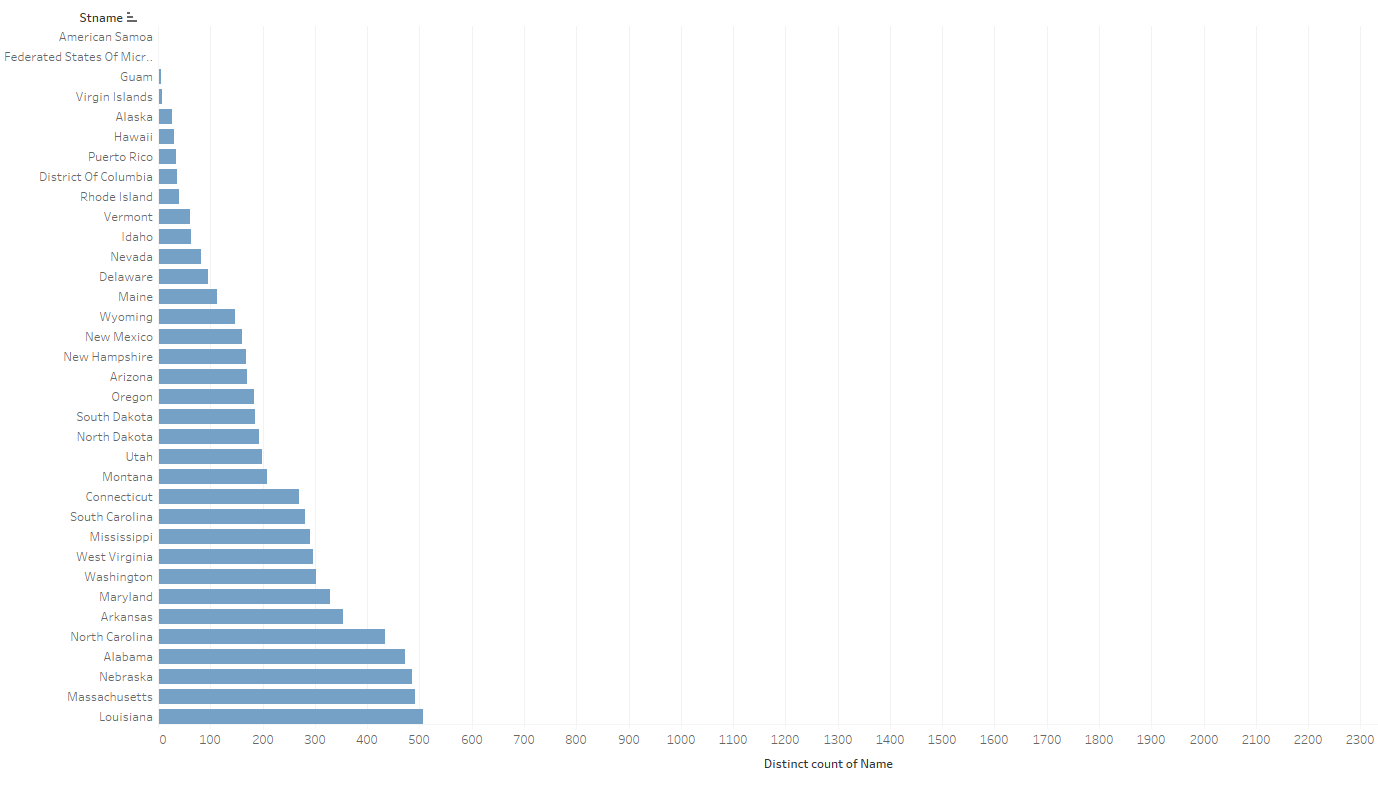 Stname
American Samoa
Federated States Of Micr..
Guam
Virgin Islands
Alaska
Hawaii
Puerto Rico
District Of Columbia
Rhode Island
Vermont
Idaho
Nevada
Delaware
Maine
Wyoming
New Mexico
New Hampshire
Arizona
Oregon
South Dakota
North Dakota
Utah
Montana
Connecticut
South Carolina
Mississippi
West Virginia
Washington
Maryland
Arkansas
North Carolina
Alabama
Nebraska
Massachusetts
Louisiana
0 100 200 300 400 500 600 700 800 900 1000 1100 1200 1300 1400 1500 1600 1700 1800 1900 2000 2100 2200 2300
Distinct count of Name